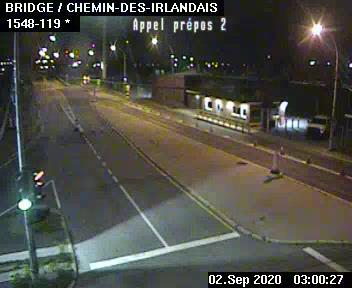 BRIDGE / CHEMIN-DES-IRLANDAIS
1548-119 *
Appel prépos 2
02.Sep 2020 03:00:27